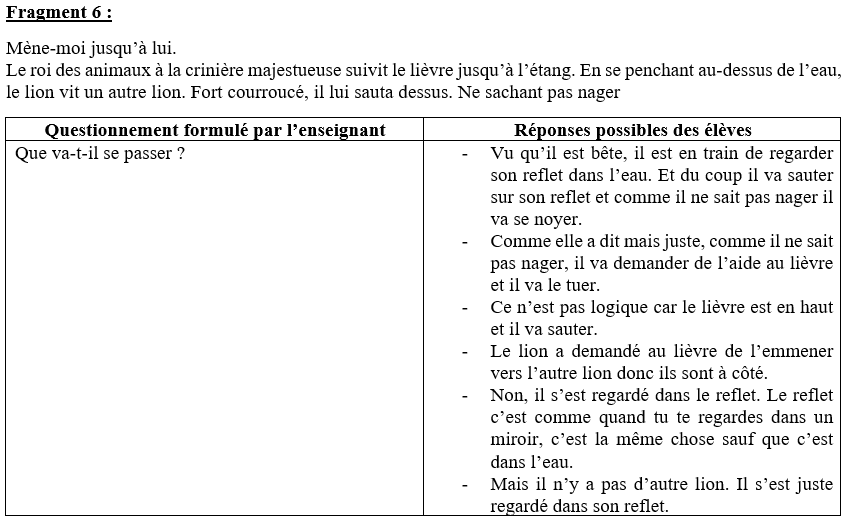 Fragment 6 :
Mène-moi jusqu’à lui.
Le roi des animaux à la crinière majestueuse suivit le lièvre jusqu’à l’étang. En se penchant au-dessus de l’eau,
le lion vit un autre lion. Fort courroucé, il lui sauta dessus. Ne sachant pas nager
Questionnement formulé par l’enseignant
Réponses possibles des élèves
Que va-t-il se passer ?
- Vu qu’il est bête, il est en train de regarder
son reflet dans l’eau. Et du coup il va sauter
sur son reflet et comme il ne sait pas nager il
va se noyer.
- Comme elle a dit mais juste, comme il ne sait
pas nager, il va demander de l’aide au lièvre
et il va le tuer.
- Ce n’est pas logique car le lièvre est en haut
et il va sauter.
- Le lion a demandé au lièvre de l’emmener
vers l’autre lion donc ils sont à côté.
- Non, il s’est regardé dans le reflet. Le reflet
c’est comme quand tu te regardes dans un
miroir, c’est la même chose sauf que c’est
dans l’eau.
- Mais il n’y a pas d’autre lion. Il s’est juste
regardé dans son reflet.